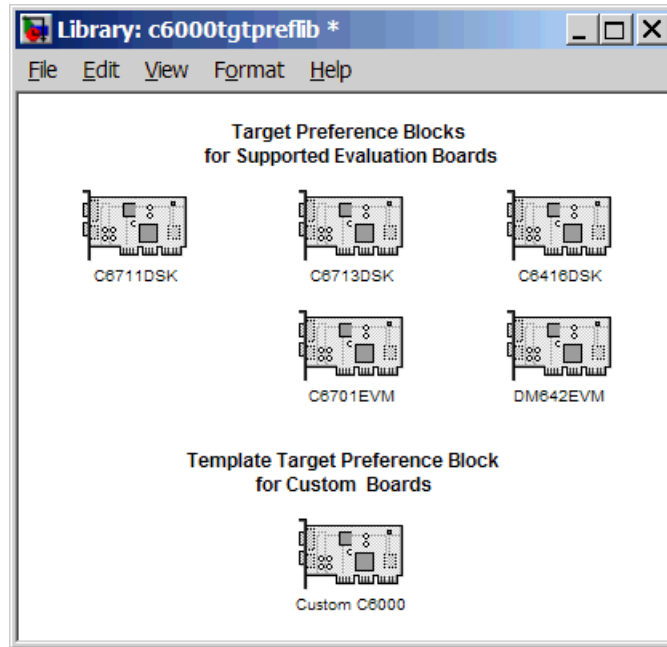 Library: c6000tgtpreflib *
File Edit View Format Help
Target Preference Blocks
for Supported Evaluation Boards
C6711DSK C6713DSK C6416DSK
C6701EVM DM642EVM
Template Target Preference Block
for Custom Boards
Custom C6000